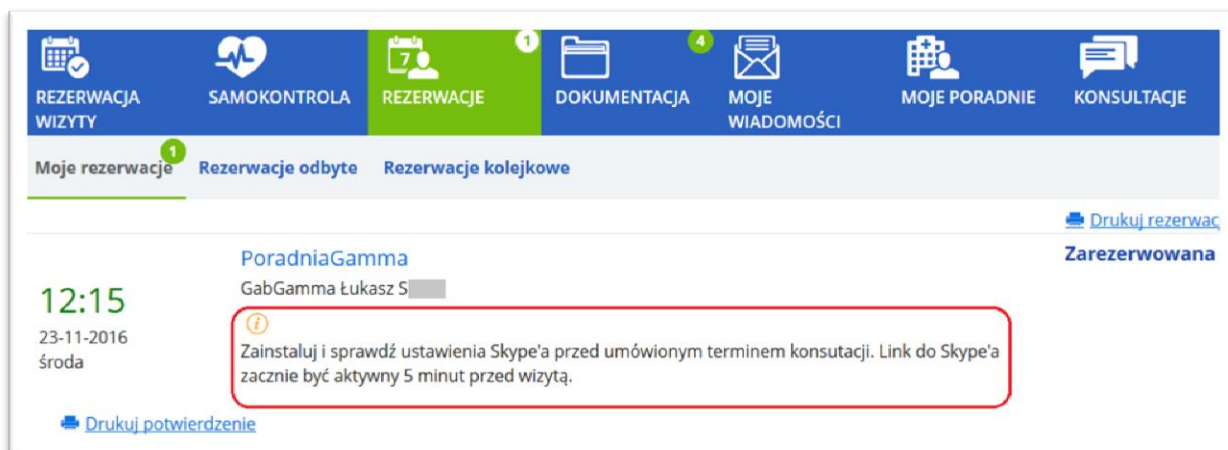 7
1
4
REZERWACJA WIZYTY
SAMOKONTROLA
REZERWACJE
DOKUMENTACJA
MOJE WIADOMOŚCI
MOJE PORADNIE
KONSULTACJE
Moje rezerwacje
1
Rezerwacje odbyte
Rezerwacje kolejkowe
Drukuj rezerwac
PoradniaGamma
Zarezerwowana
GabGamma Łukasz S
12:15
23-11-2016
środa
i
Zainstaluj i sprawdź ustawienia Skype'a przed umówionym terminem konsutacji. Link do Skype'a
zacznie być aktywny 5 minut przed wizytą.
Drukuj potwierdzenie